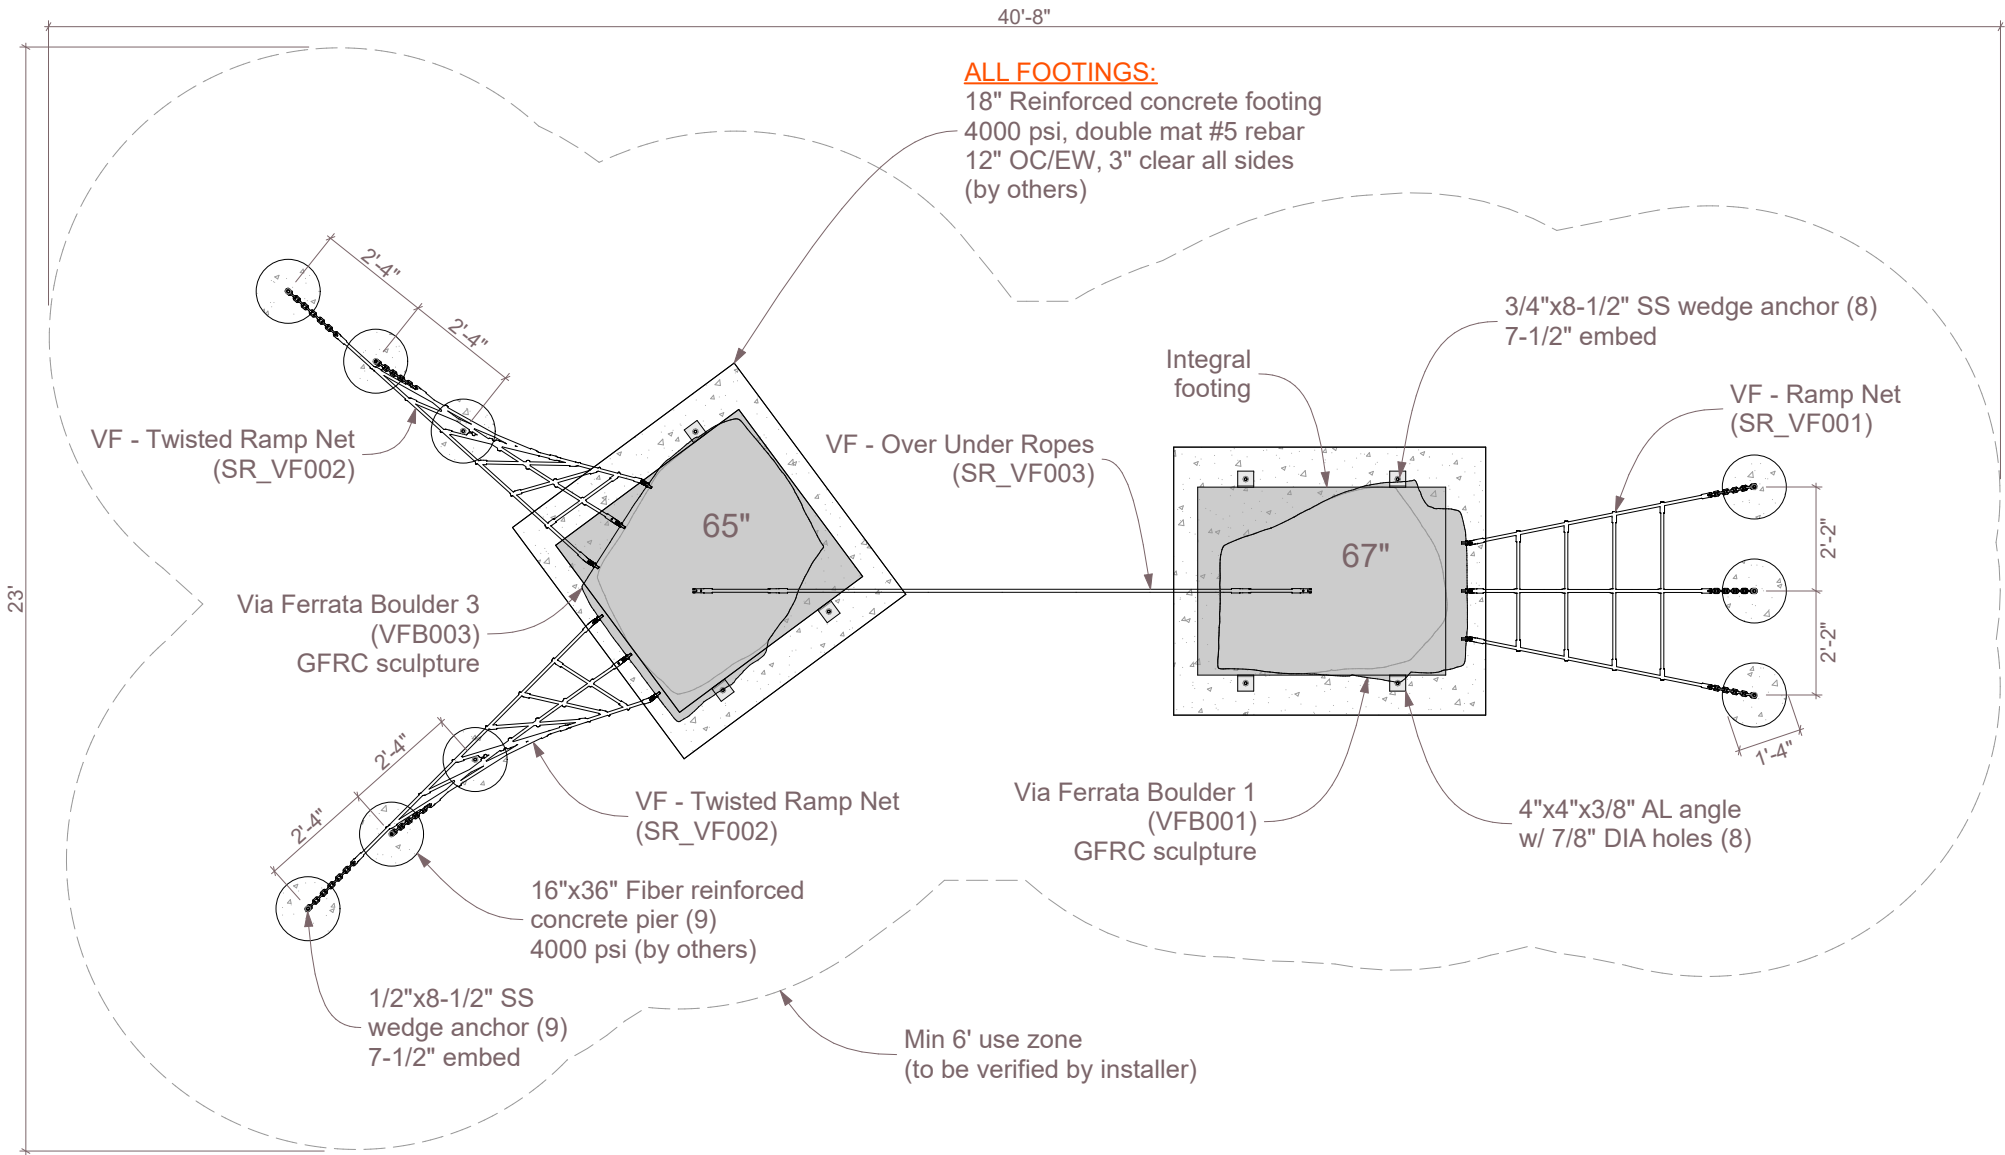 40'-8"
23'
ALL FOOTINGS:
18" Reinforced concrete footing
4000 psi, double mat #5 rebar
12" OC/EW, 3" clear all sides
(by others)
2'-4"
2'-4"
3/4"x8-1/2" SS wedge anchor (8)
7-1/2" embed
Integral
footing
VF - Ramp Net
(SR_VF001)
VF - Twisted Ramp Net
(SR_VF002)
VF - Over Under Ropes
(SR_VF003)
65"
67"
2'-2"
2'-2"
1'-4"
Via Ferrata Boulder 3
(VFB003)
GFRC sculpture
2'-4"
2'-4"
VF - Twisted Ramp Net
(SR_VF002)
Via Ferrata Boulder 1
(VFB001)
GFRC sculpture
4"x4"x3/8" AL angle
w/ 7/8" DIA holes (8)
16"x36" Fiber reinforced
concrete pier (9)
4000 psi (by others)
1/2"x8-1/2" SS
wedge anchor (9)
7-1/2" embed
Min 6' use zone
(to be verified by installer)